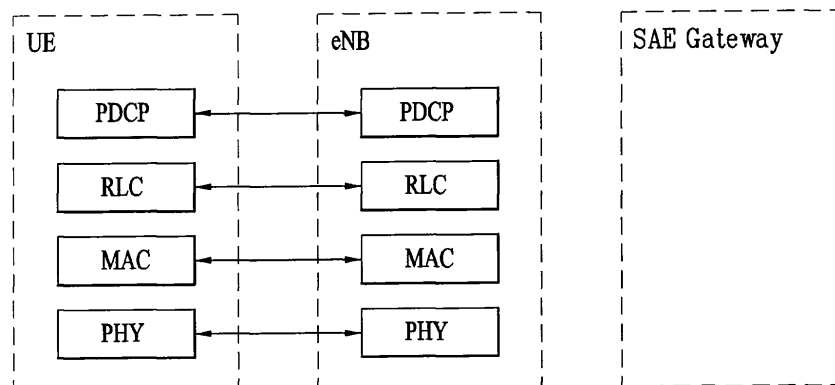 UE
eNB
SAE Gateway
PDCP
PDCP
RLC
RLC
MAC
MAC
PHY
PHY